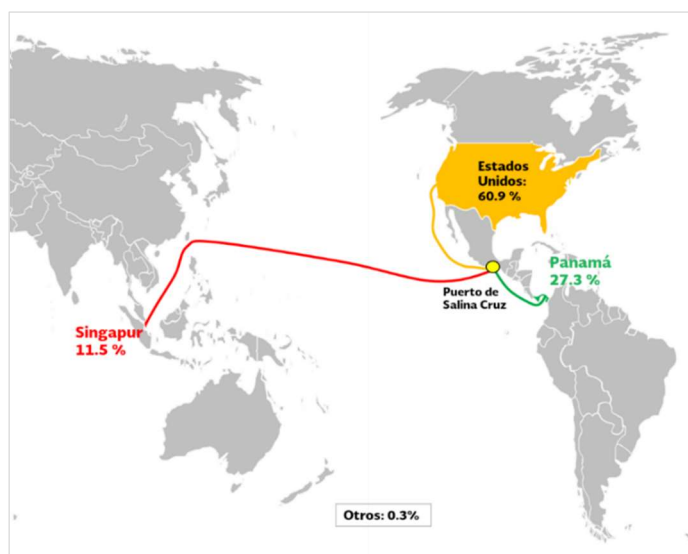 Estados
Unidos:
60.9 %
Panamá
27.3 %
Puerto de
Salina Cruz
Singapur
11.5 %
Otros: 0.3%